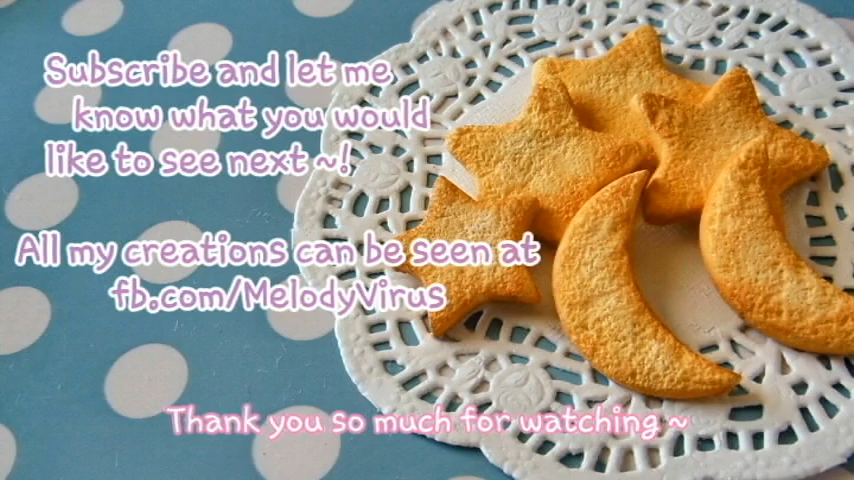 Subscribe and let me
know what you would
like to see next ~!
All my creations can be seen at
fb.com/MelodyVirus
Thank you so much for watching ~